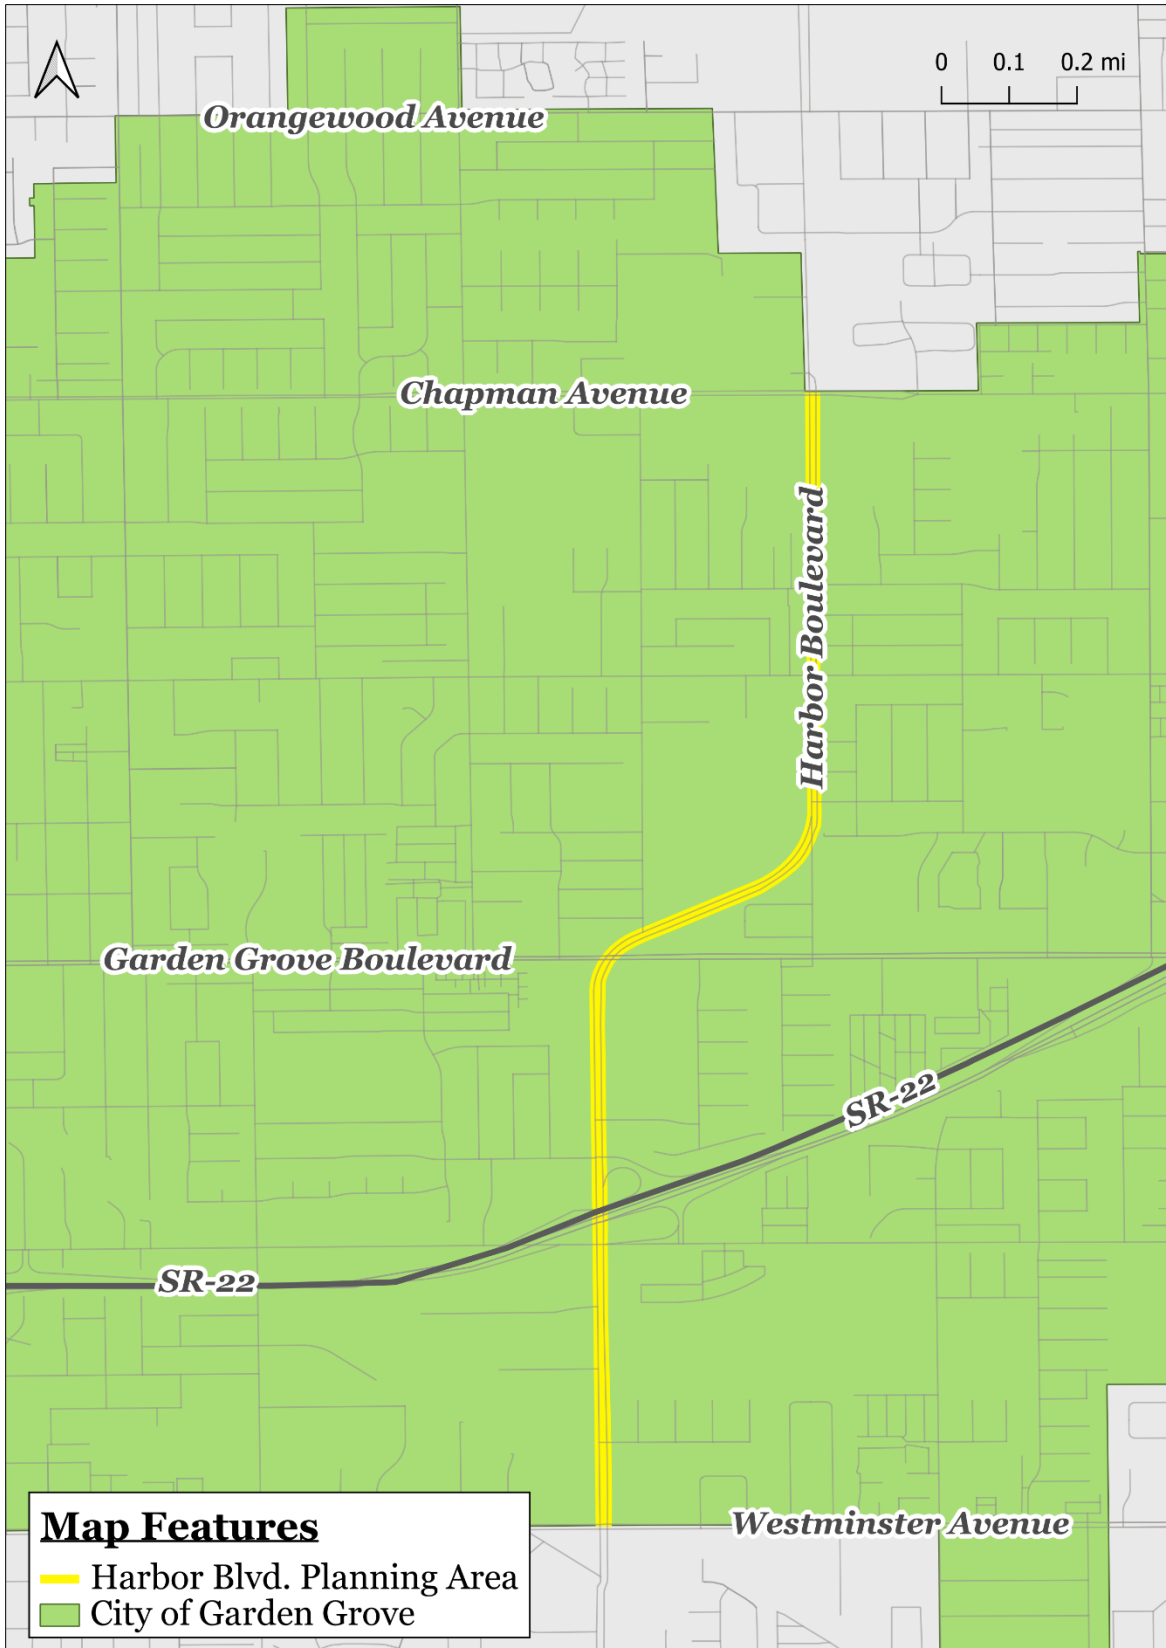 0 0.1 0.2 mi
Orangewood Avenue
Chapman Avenue
Harbor Boulevard
Garden Grove Boulevard
SR-22
SR-22
Westminster Avenue
Map Features
Harbor Blvd. Planning Area
City of Garden Grove